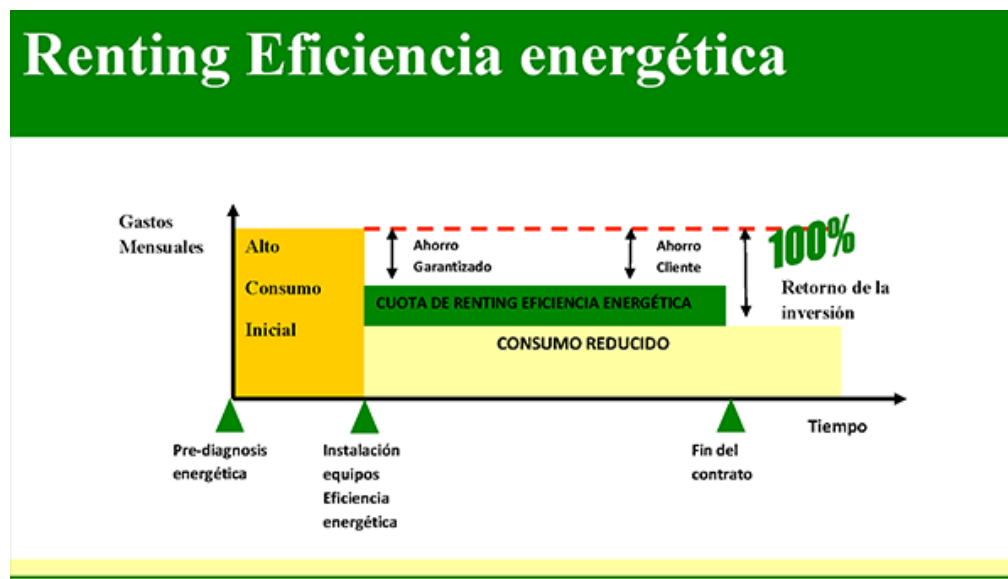 Renting Eficiencia energética
Gastos
Mensuales
Alto
Consumo
Inicial
Ahorro
Garantizado
Ahorro
Cliente
100%
Retorno de la
inversión
CUOTA DE RENTING EFICIENCIA ENERGÉTICA
CONSUMO REDUCIDO
Tiempo
Pre-diagnosis
energética
Instalación
equipos
Eficiencia
energética
Fin del
contrato